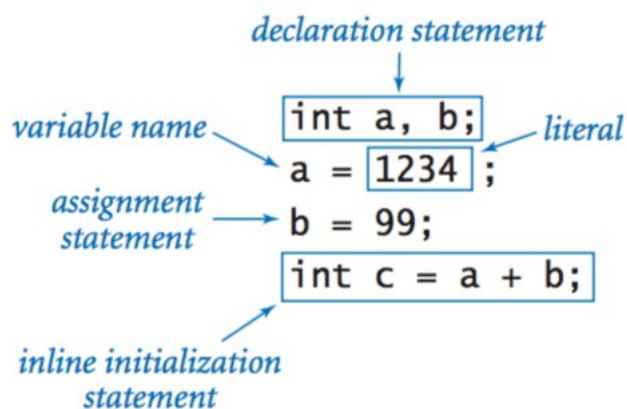 declaration statement
int a, b;
variable name
literal
a = 1234 ;
assignment
statement
b = 99;
int c = a + b;
inline initialization
statement